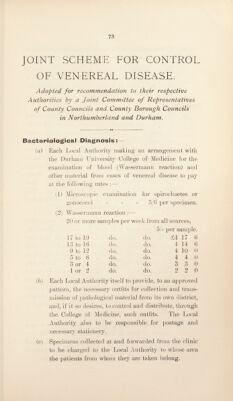 73
JOINT SCHEME FOR CONTROL
OF VENEREAL DISEASE.
Adopted for recommendation to their respective
Authorities by a Joint Committee of Representatives
of County Councils and County Borough Councils
in Northumberland and Durham.
Bacteriological Diagnosis:—
(a) Each Local Authority making an arrangement with
the Durham University College of Medicine for the
examination of blood (Wassermann reaction) and
other material from cases of venereal disease to pay
at the following rates :—
(1) Microscopic examination for spirochaetes or
gonococci - - - 5/6 per specimen.
(2) Wassermann reaction :—
20 or more samples per week from all sources,
5/- per sample.
17 to 19 do. do. £4 17 6
13 to 16 do. do. 4 14 6
9 to 12 do. do. 4 10 0
5 to 8 do. do. 4 4 0
3 or 4 do. do. 3 3 0
1 or 2 do. do. 2 2 0
(b) Each Local Authority itself to provide, to an approved
pattern, the necessary outfits for collection and trans-
mission of pathological material from its own district,
and, if it so desires, to control and distribute, through
the College of Medicine, such outfits. The Local
Authority also to be responsible for postage and
necessary stationery.
(c) Specimens collected at and forwarded from the clinic
to be charged to the Local Authority to whose area
the patients from whom they are taken belong.